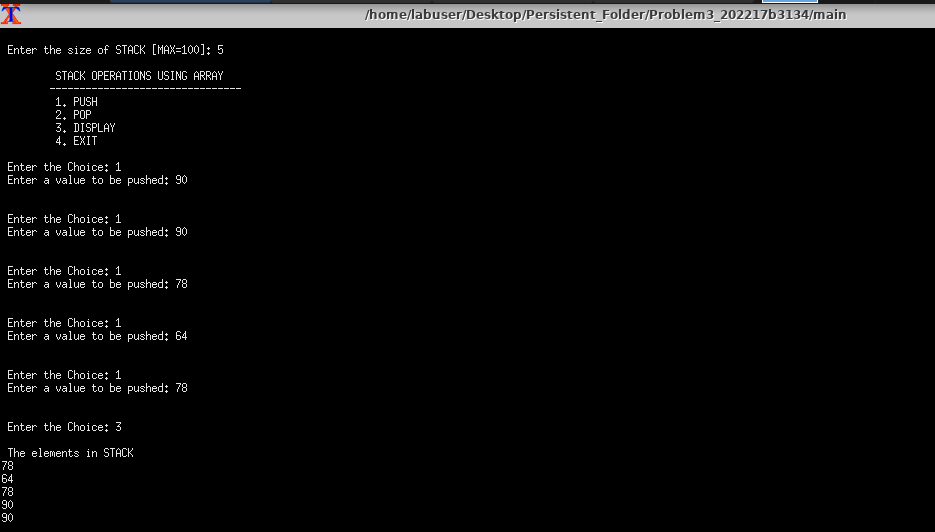 /home/labuser/Desktop/Persistent_Folder/Problem3_202217b3134/main
Enter the size of STACK [MAX=100]: 5
STACK OPERATIONS USING ARRAY
--------------------------------
1. PUSH
2. POP
3. DISPLAY
4. EXIT
Enter the Choice: 1
Enter a value to be pushed: 90
Enter the Choice: 1
Enter a value to be pushed: 90
Enter the Choice: 1
Enter a value to be pushed: 78
Enter the Choice: 1
Enter a value to be pushed: 64
Enter the Choice: 1
Enter a value to be pushed: 78
Enter the Choice: 3
The elements in STACK
78
64
78
90
90